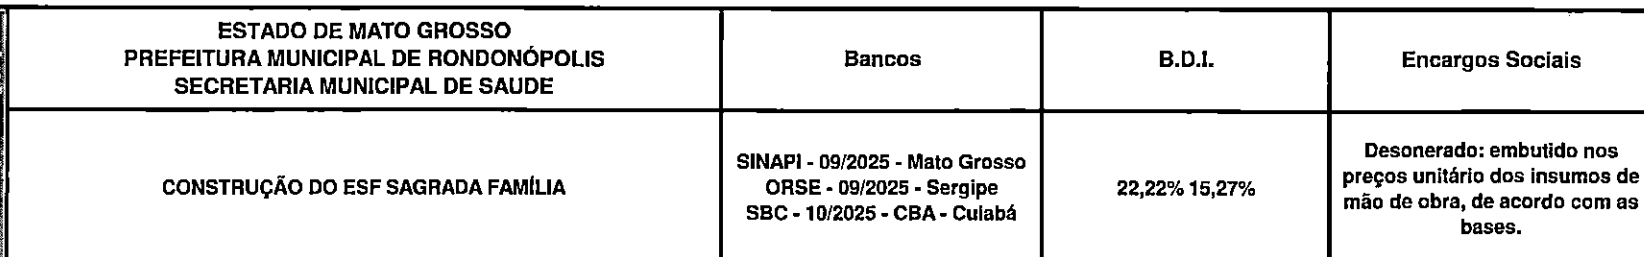 ESTADO DE MATO GROSSO
PREFEITURA MUNICIPAL DE RONDONÓPOLIS
SECRETARIA MUNICIPAL DE SAUDE
Bancos
B.D.I.
Encargos Sociais
CONSTRUÇÃO DO ESF SAGRADA FAMÍLIA
SINAPI - 09/2025 - Mato Grosso
ORSE - 09/2025 - Sergipe
SBC - 10/2025 - CBA - Cuiabá
22,22% 15,27%
Desonerado: embutido nos
preços unitário dos insumos de
mão de obra, de acordo com as
bases.